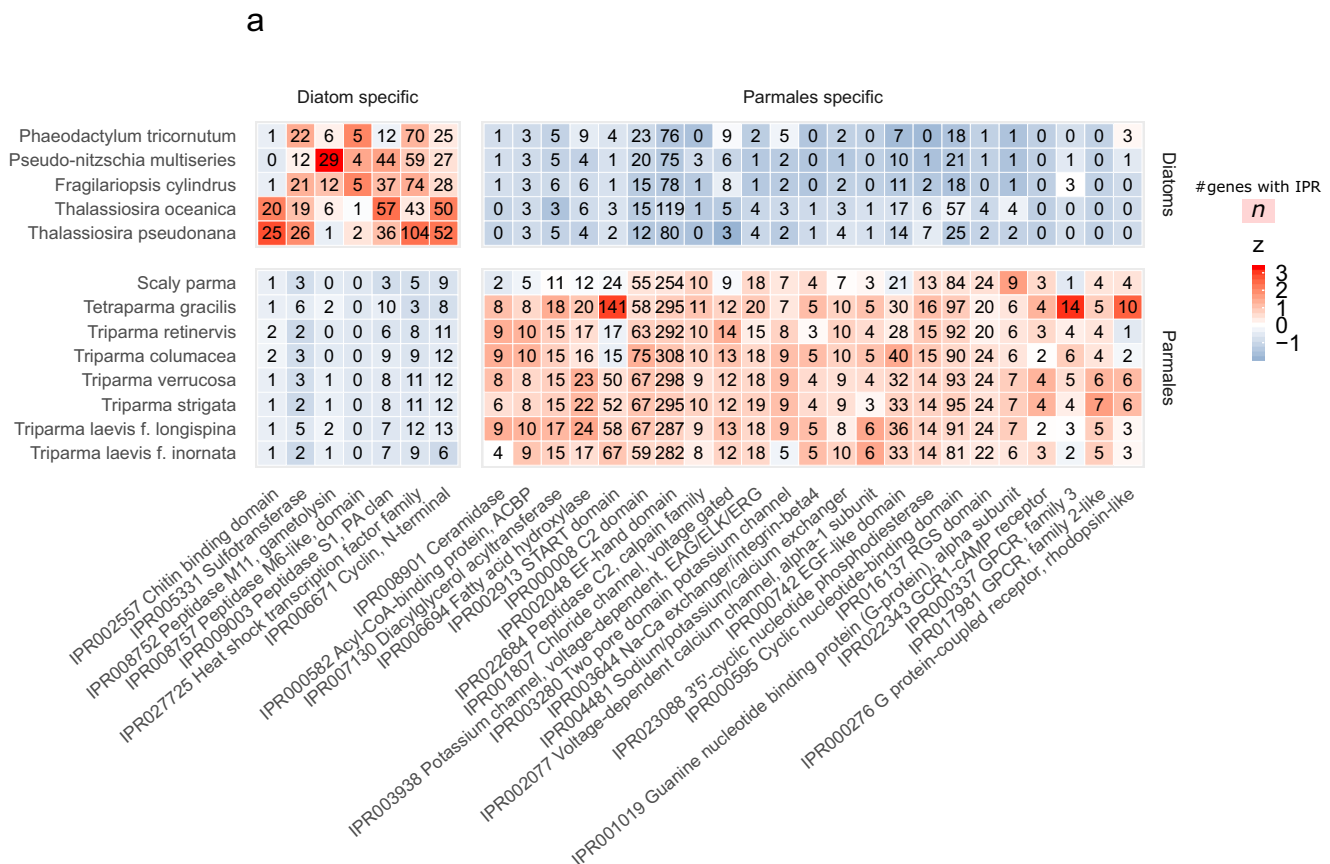 a
Diatom specific
Parmales specific
Phaeodactylum tricornutum 1 22 6 5 12 70 25 1 3 5 9 4 23 76 0 9 2 5 0 2 0 7 0 18 1 1 0 0 0 3
Pseudo-nitzschia multiseries 0 12 29 4 44 59 27 1 3 5 4 1 20 75 3 6 1 2 0 1 0 10 1 21 1 1 0 1 0 1
Fragilariopsis cylindrus 1 21 12 5 37 74 28 1 3 6 6 1 15 78 1 8 1 2 0 2 2 11 2 18 0 1 0 3 0 0
Thalassiosira oceanica 20 19 6 1 57 43 50 0 3 3 6 3 15 119 1 5 4 3 1 3 1 17 6 57 4 4 0 0 0 0
Thalassiosira pseudonana 25 26 1 2 36 104 52 0 3 5 4 2 12 80 0 3 4 2 1 4 1 14 7 25 2 2 0 0 0 0
Diatoms
Scaly parma 1 3 0 0 3 5 9 2 5 11 12 24 55 254 10 9 18 7 4 7 3 21 13 84 24 9 3 1 4 4
Tetraparma gracilis 1 6 2 0 10 3 8 8 8 18 20 141 58 295 11 12 20 7 5 10 5 30 16 97 20 6 4 14 5 10
Triparma retinervis 2 2 0 0 6 8 11 9 10 15 17 17 63 292 10 14 15 8 3 10 4 28 15 92 20 6 3 4 4 1
Triparma columacea 2 3 0 0 9 9 12 9 10 15 16 15 75 308 10 13 18 9 5 10 5 40 15 90 24 6 2 6 4 2
Triparma verrucosa 1 3 1 0 8 11 12 8 8 15 23 50 67 298 9 12 18 9 4 9 4 32 14 93 24 7 4 5 6 6
Triparma strigata 1 2 1 0 8 11 12 6 8 15 22 52 67 295 10 12 19 9 4 9 3 33 14 95 24 7 4 4 7 6
Triparma laevis f. longispina 1 5 2 0 7 12 13 9 10 17 24 58 67 287 9 13 18 9 5 8 6 36 14 91 24 7 2 3 5 3
Triparma laevis f. inornata 1 2 1 0 7 9 6 4 9 15 17 67 59 282 8 12 18 5 5 10 6 33 14 81 22 6 3 2 5 3
Parmales
#genes with IPR
n
z
3
2
1
0
−1
IPR002557 Chitin binding domain
IPR005331 Sulfotransferase
IPR008752 Peptidase M11, gametolysin
IPR008757 Peptidase M6-like, domain
IPR009003 Peptidase S1, PA clan
IPR027725 Heat shock transcription factor family
IPR006671 Cyclin, N-terminal
IPR008901 Ceramidase
IPR000582 Acyl-CoA-binding protein, ACBP
IPR007130 Diacylglycerol acyltransferase
IPR006694 Fatty acid hydroxylase
IPR002913 START domain
IPR000008 C2 domain
IPR002048 EF-hand domain
IPR022684 Peptidase C2, calpain family
IPR001807 Chloride channel, voltage gated
IPR003938 Potassium channel, voltage-dependent, EAG/ELK/ERG
IPR003280 Two pore domain potassium channel
IPR003644 Na-Ca exchanger/integrin-beta4
IPR004481 Sodium/potassium/calcium exchanger
IPR002077 Voltage-dependent calcium channel, alpha-1 subunit
IPR000742 EGF-like domain
IPR023088 3'5'-cyclic nucleotide phosphodiesterase
IPR000595 Cyclic nucleotide-binding domain
IPR016137 RGS domain
IPR001019 Guanine nucleotide binding protein (G-protein), alpha subunit
IPR022343 GCR1-cAMP receptor
IPR000337 GPCR, family 3
IPR017981 GPCR, family 2-like
IPR000276 G protein-coupled receptor, rhodopsin-like